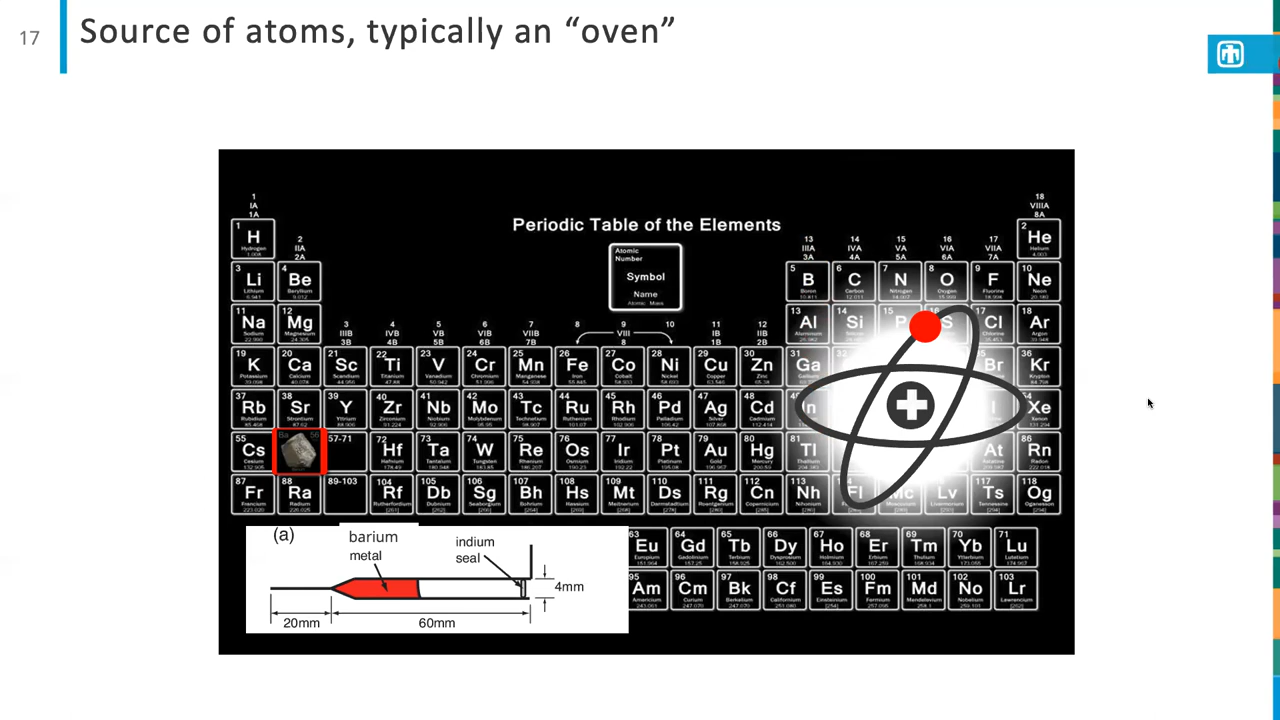 17
Source of atoms, typically an “oven”
Periodic Table of the Elements
Atomic
Number
Symbol
Name
Atomic Mass
1
IA
1A
2
IIA
2A
3
IIIB
3B
4
IVB
4B
5
VB
5B
6
VIB
6B
7
VIIB
7B
8 9 10
VIII
8
11
IB
1B
12
IIB
2B
13
IIIA
3A
14
IVA
4A
15
VA
5A
16
VIA
6A
17
VIIA
7A
18
VIIIA
8A
1 H Hydrogen 1.008
2 He Helium 4.003
3 Li Lithium 6.941
4 Be Beryllium 9.012
5 B Boron 10.811
6 C Carbon 12.011
7 N Nitrogen 14.007
8 O Oxygen 15.999
9 F Fluorine 18.998
10 Ne Neon 20.180
11 Na Sodium 22.990
12 Mg Magnesium 24.305
13 Al Aluminum 26.982
14 Si
15 P
16 S
17 Cl Chlorine 35.453
18 Ar Argon 39.948
19 K Potassium 39.098
20 Ca Calcium 40.078
21 Sc Scandium 44.956
22 Ti Titanium 47.88
23 V Vanadium 50.942
24 Cr Chromium 51.996
25 Mn Manganese 54.938
26 Fe Iron 55.845
27 Co Cobalt 58.933
28 Ni Nickel 58.693
29 Cu Copper 63.546
30 Zn Zinc 65.38
31 Ga
35 Br
36 Kr Krypton 84.798
37 Rb Rubidium 85.468
38 Sr Strontium 87.62
39 Y Yttrium 88.906
40 Zr Zirconium 91.224
41 Nb Niobium 92.906
42 Mo Molybdenum 95.95
43 Tc Technetium
44 Ru Ruthenium 101.07
45 Rh Rhodium 102.906
46 Pd Palladium 106.42
47 Ag Silver 107.868
48 Cd Cadmium 112.414
49 In
I
54 Xe Xenon 131.294
55 Cs Cesium 132.905
Ba 56
57-71
72 Hf Hafnium 178.49
73 Ta Tantalum 180.948
74 W Tungsten 183.85
75 Re Rhenium 186.207
76 Os Osmium 190.23
77 Ir Iridium 192.22
78 Pt Platinum 195.08
79 Au Gold 196.967
80 Hg Mercury 200.59
81 Tl Thallium 204.383
At
86 Rn Radon 222.018
87 Fr Francium 223.020
88 Ra Radium 226.025
89-103
104 Rf Rutherfordium [261]
105 Db Dubnium [262]
106 Sg Seaborgium [266]
107 Bh Bohrium [264]
108 Hs Hassium [269]
109 Mt Meitnerium
110 Ds Darmstadtium
111 Rg Roentgenium
112 Cn Copernicium
113 Nh Nihonium
Fl
Mc
Lv
117 Ts Tennessine
118 Og Oganesson
63 Eu Europium 151.964
64 Gd Gadolinium 157.25
65 Tb Terbium 158.925
66 Dy Dysprosium 162.500
67 Ho Holmium 164.930
68 Er Erbium 167.259
69 Tm Thulium 168.934
70 Yb Ytterbium 173.055
71 Lu Lutetium 174.967
95 Am Americium 243.061
96 Cm Curium 247.070
97 Bk Berkelium 247.070
98 Cf Californium 251.080
99 Es Einsteinium [254]
100 Fm Fermium 257.095
101 Md Mendelevium 258.1
102 No Nobelium 259.101
103 Lr Lawrencium [262]
(a)
barium
metal
indium
seal
4mm
20mm
60mm